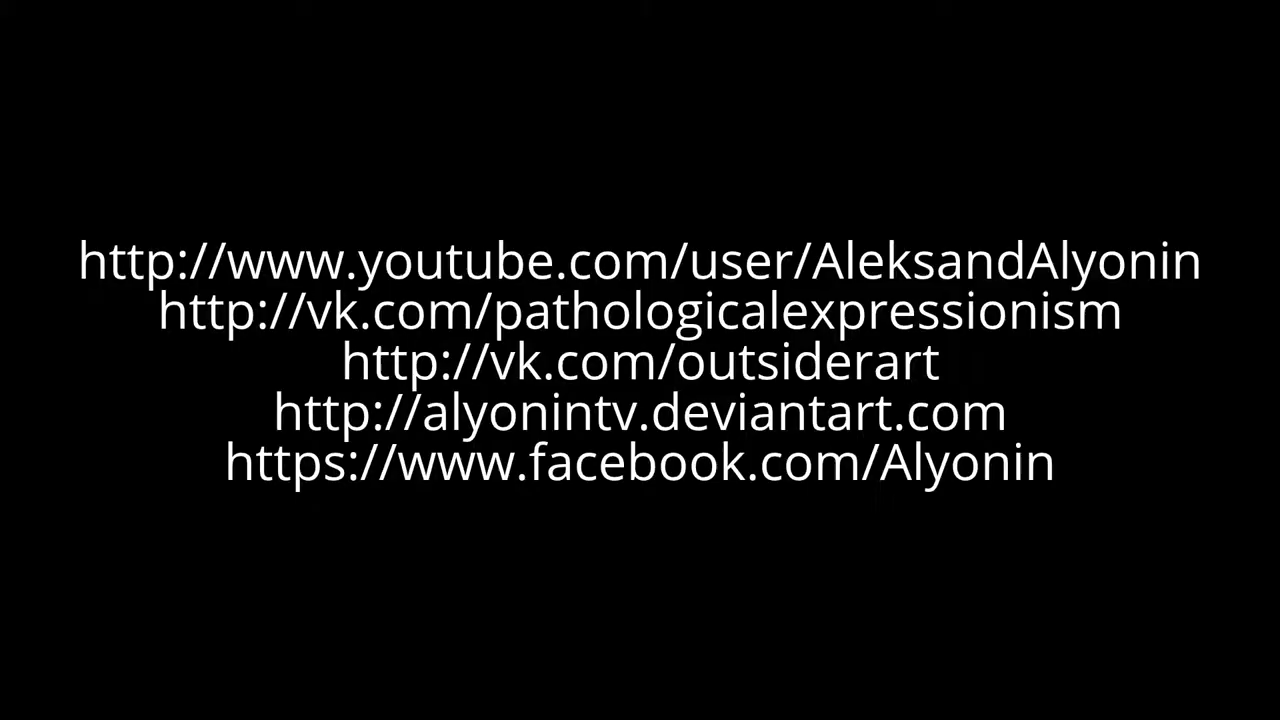 http://www.youtube.com/user/AleksandAlyonin
http://vk.com/pathologicalexpressionism
http://vk.com/outsiderart
http://alyonintv.deviantart.com
https://www.facebook.com/Alyonin